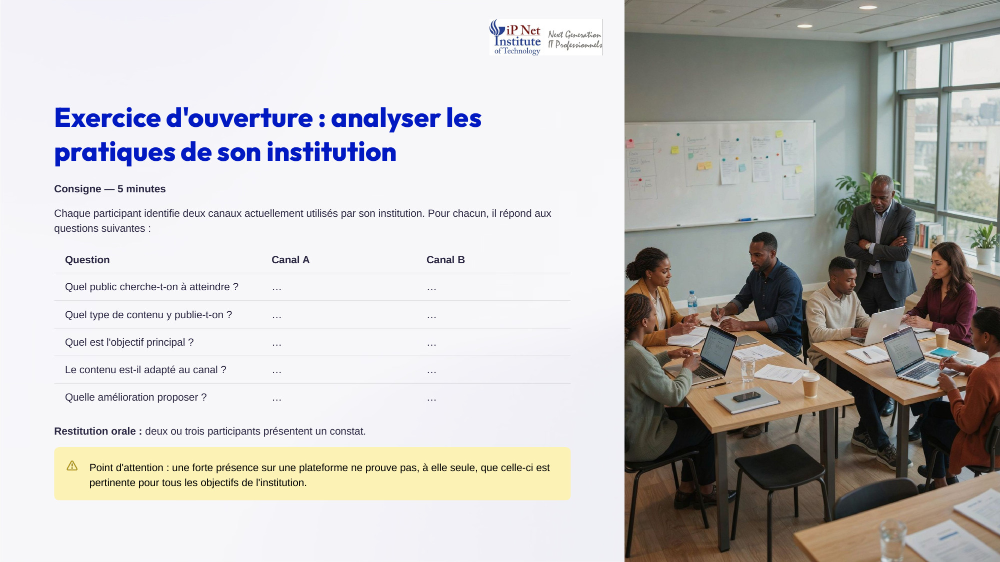 iP Net
Institute
of Technology
Next Generation
IT Professionnels
Exercice d'ouverture : analyser les
pratiques de son institution
Consigne — 5 minutes
Chaque participant identifie deux canaux actuellement utilisés par son institution. Pour chacun, il répond aux
questions suivantes :
Question Canal A Canal B
Quel public cherche-t-on à atteindre ? … …
Quel type de contenu y publie-t-on ? … …
Quel est l'objectif principal ? … …
Le contenu est-il adapté au canal ? … …
Quelle amélioration proposer ? … …
Restitution orale : deux ou trois participants présentent un constat.
Point d'attention : une forte présence sur une plateforme ne prouve pas, à elle seule, que celle-ci est
pertinente pour tous les objectifs de l'institution.